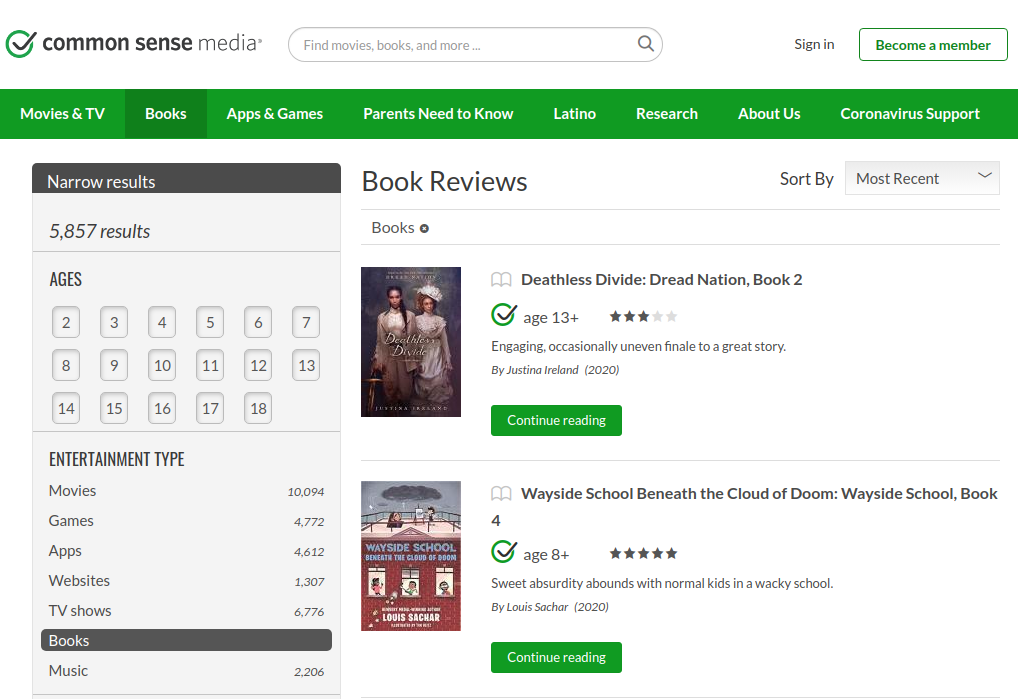 common sense media®
Find movies, books, and more ...
Sign in
Become a member
Movies & TV
Books
Apps & Games
Parents Need to Know
Latino
Research
About Us
Coronavirus Support
Narrow results
5,857 results
AGES
2 3 4 5 6 7
8 9 10 11 12 13
14 15 16 17 18
ENTERTAINMENT TYPE
Movies 10,094
Games 4,772
Apps 4,612
Websites 1,307
TV shows 6,776
Books
Music 2,206
Book Reviews
Sort By
Most Recent
Books
DREAD NATION
Deathless
Divide
JUSTINA IRELAND
Deathless Divide: Dread Nation, Book 2
age 13+
Engaging, occasionally uneven finale to a great story.
By Justina Ireland (2020)
Continue reading
WAYSIDE SCHOOL
BENEATH THE CLOUD OF DOOM
LOUIS SACHAR
Wayside School Beneath the Cloud of Doom: Wayside School, Book
4
age 8+
Sweet absurdity abounds with normal kids in a wacky school.
By Louis Sachar (2020)
Continue reading